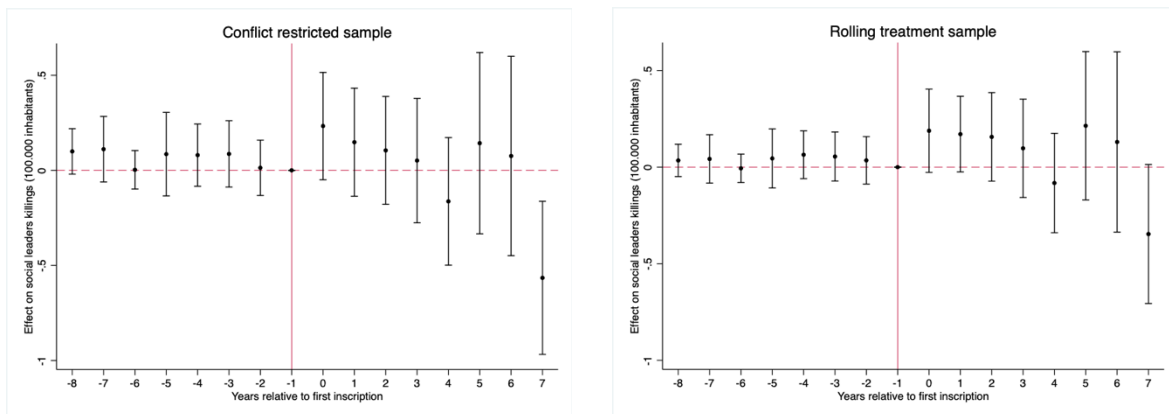 Conflict restricted sample
Effect on social leaders killings (100.000 inhabitants)
.5
0
-.5
-1
-8 -7 -6 -5 -4 -3 -2 -1 0 1 2 3 4 5 6 7
Years relative to first inscription
Rolling treatment sample
Effect on social leaders killings (100.000 inhabitants)
.5
0
-.5
-1
-8 -7 -6 -5 -4 -3 -2 -1 0 1 2 3 4 5 6 7
Years relative to first inscription